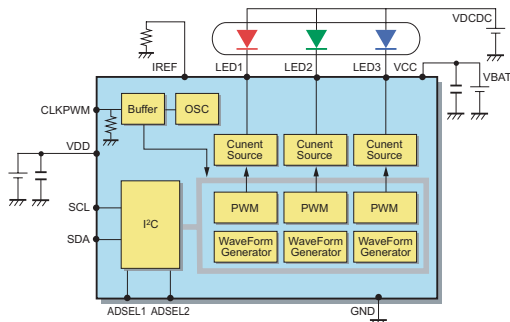 VDCDC
IREF
LED1
LED2
LED3
VCC
VBAT
CLKPWM
Buffer
OSC
VDD
Cunent
Source
Cunent
Source
Cunent
Source
SCL
SDA
I²C
PWM
PWM
PWM
WaveForm
Generator
WaveForm
Generator
WaveForm
Generator
ADSEL1
ADSEL2
GND